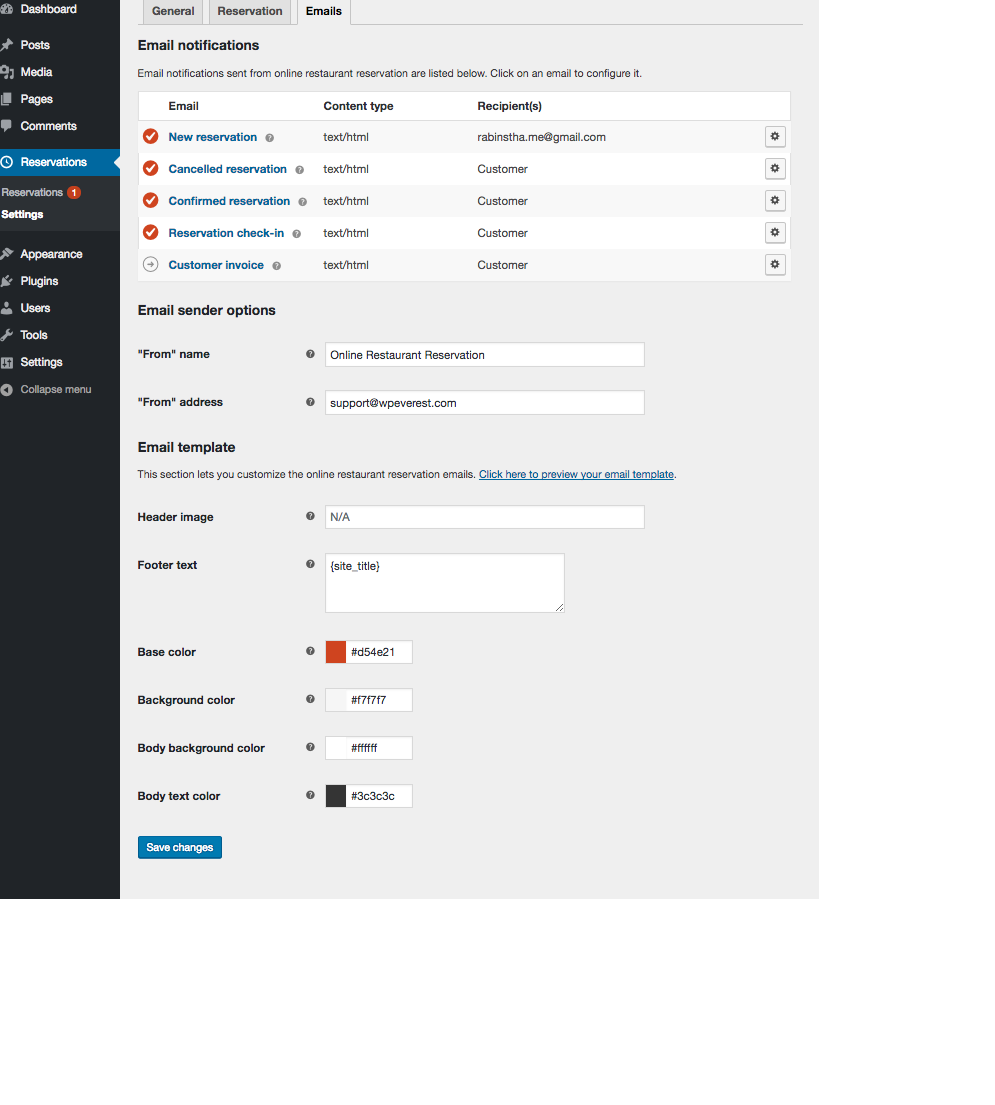 Dashboard
Posts
Media
Pages
Comments
Reservations
Reservations 1
Settings
Appearance
Plugins
Users
Tools
Settings
Collapse menu
General Reservation Emails
Email notifications
Email notifications sent from online restaurant reservation are listed below. Click on an email to configure it.
Email Content type Recipient(s)
New reservation ? text/html rabinstha.me@gmail.com
Cancelled reservation ? text/html Customer
Confirmed reservation ? text/html Customer
Reservation check-in ? text/html Customer
Customer invoice ? text/html Customer
Email sender options
"From" name ? Online Restaurant Reservation
"From" address ? support@wpeverest.com
Email template
This section lets you customize the online restaurant reservation emails. Click here to preview your email template.
Header image ? N/A
Footer text ? {site_title}
Base color ? #d54e21
Background color ? #f7f7f7
Body background color ? #ffffff
Body text color ? #3c3c3c
Save changes